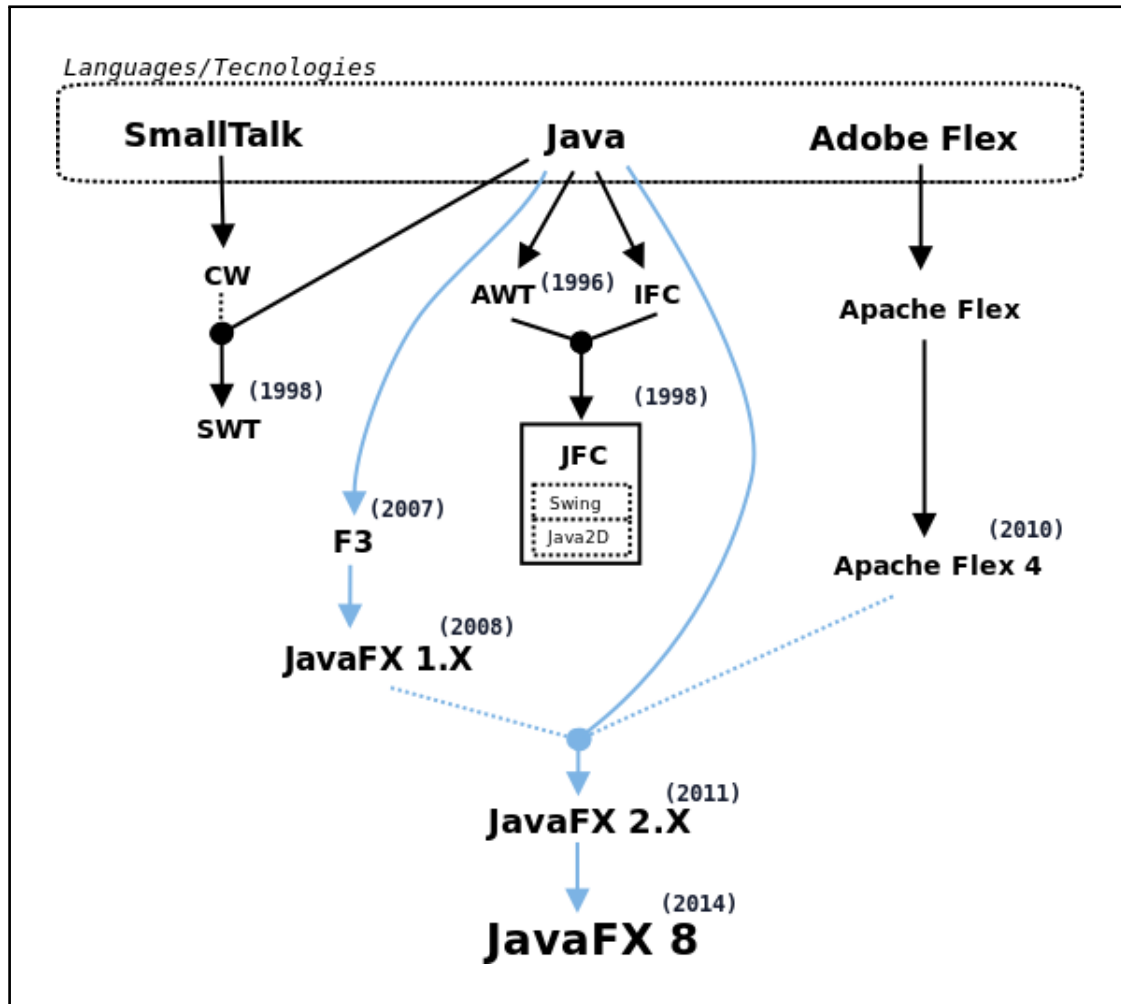 Languages/Tecnologies
SmallTalk
Java
Adobe Flex
CW
AWT
(1996)
IFC
Apache Flex
(1998)
SWT
(1998)
JFC
Swing
Java2D
(2007)
F3
(2010)
Apache Flex 4
(2008)
JavaFX 1.X
(2011)
JavaFX 2.X
(2014)
JavaFX 8